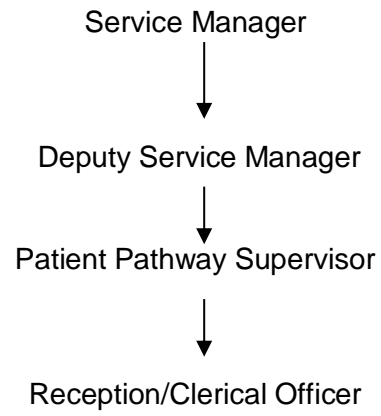 Service Manager
Deputy Service Manager
Patient Pathway Supervisor
Reception/Clerical Officer